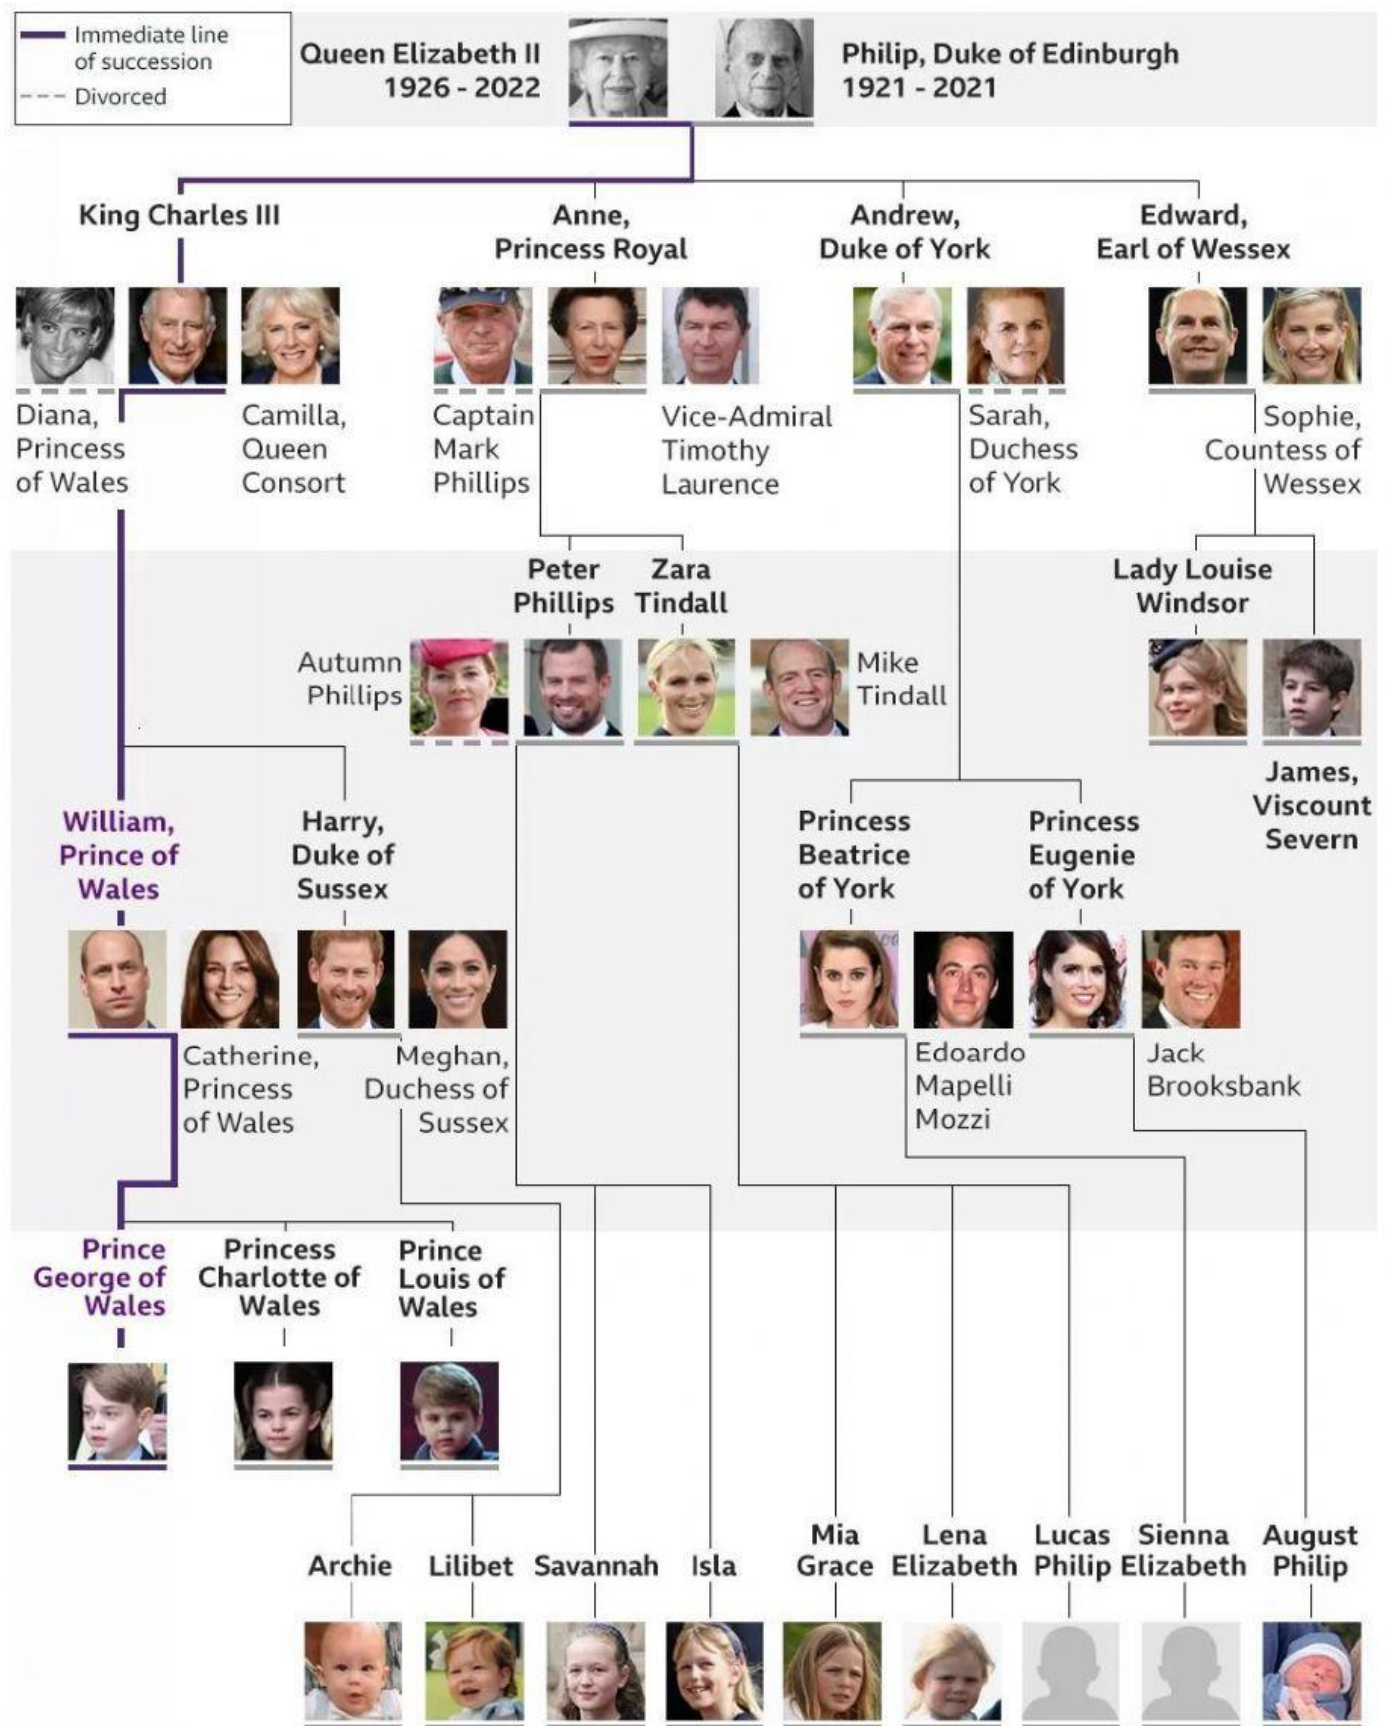 Immediate line
of succession
Divorced
Queen Elizabeth II
1926 - 2022
Philip, Duke of Edinburgh
1921 - 2021
King Charles III
Anne,
Princess Royal
Andrew,
Duke of York
Edward,
Earl of Wessex
Diana,
Princess
of Wales
Camilla,
Queen
Consort
Captain
Mark
Phillips
Vice-Admiral
Timothy
Laurence
Sarah,
Duchess
of York
Sophie,
Countess of
Wessex
Peter
Phillips
Zara
Tindall
Lady Louise
Windsor
Autumn
Phillips
Mike
Tindall
James,
Viscount
Severn
William,
Prince of
Wales
Harry,
Duke of
Sussex
Princess
Beatrice
of York
Princess
Eugenie
of York
Catherine,
Princess
of Wales
Meghan,
Duchess of
Sussex
Edoardo
Mapelli
Mozzi
Jack
Brooksbank
Prince
George of
Wales
Princess
Charlotte of
Wales
Prince
Louis of
Wales
Archie
Lilibet
Savannah
Isla
Mia
Grace
Lena
Elizabeth
Lucas
Philip
Sienna
Elizabeth
August
Philip